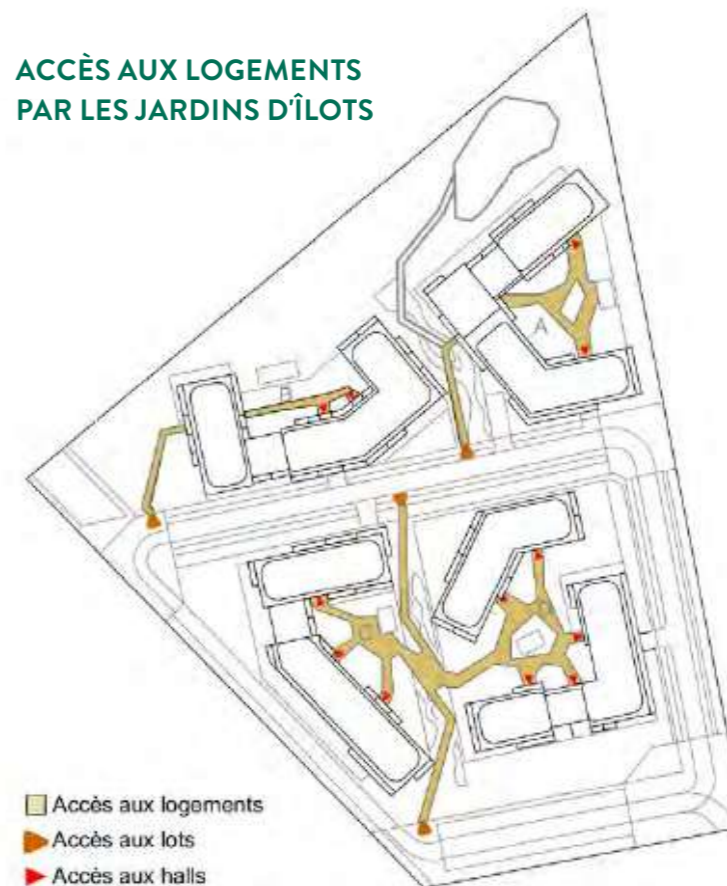 ACCÈS AUX LOGEMENTS
PAR LES JARDINS D'ÎLOTS
A
Accès aux logements
Accès aux lots
Accès aux halls